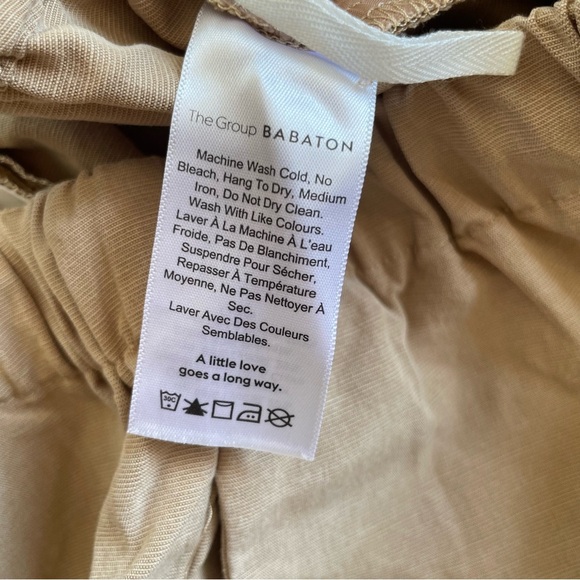 The Group BABATON
Machine Wash Cold, No
Bleach, Hang To Dry, Medium
Iron, Do Not Dry Clean.
Wash With Like Colours.
Laver À La Machine À L'eau
Froide, Pas De Blanchiment,
Suspendre Pour Sécher,
Repasser À Température
Moyenne, Ne Pas Nettoyer À
Sec.
Laver Avec Des Couleurs
Semblables.
A little love
goes a long way.
30C